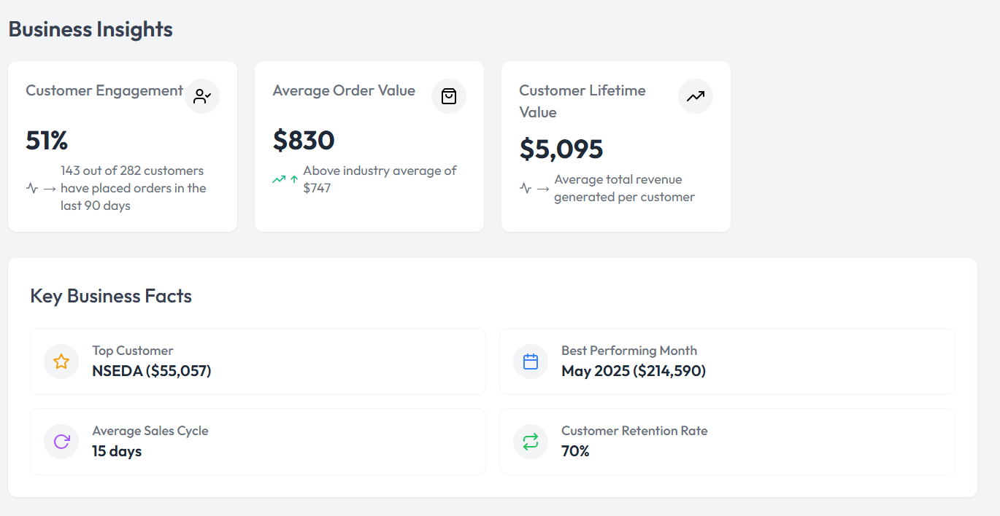 Business Insights
Customer Engagement
51%
143 out of 282 customers
have placed orders in the
last 90 days
Average Order Value
$830
Above industry average of
$747
Customer Lifetime
Value
$5,095
Average total revenue
generated per customer
Key Business Facts
Top Customer
NSEDA ($55,057)
Best Performing Month
May 2025 ($214,590)
Average Sales Cycle
15 days
Customer Retention Rate
70%